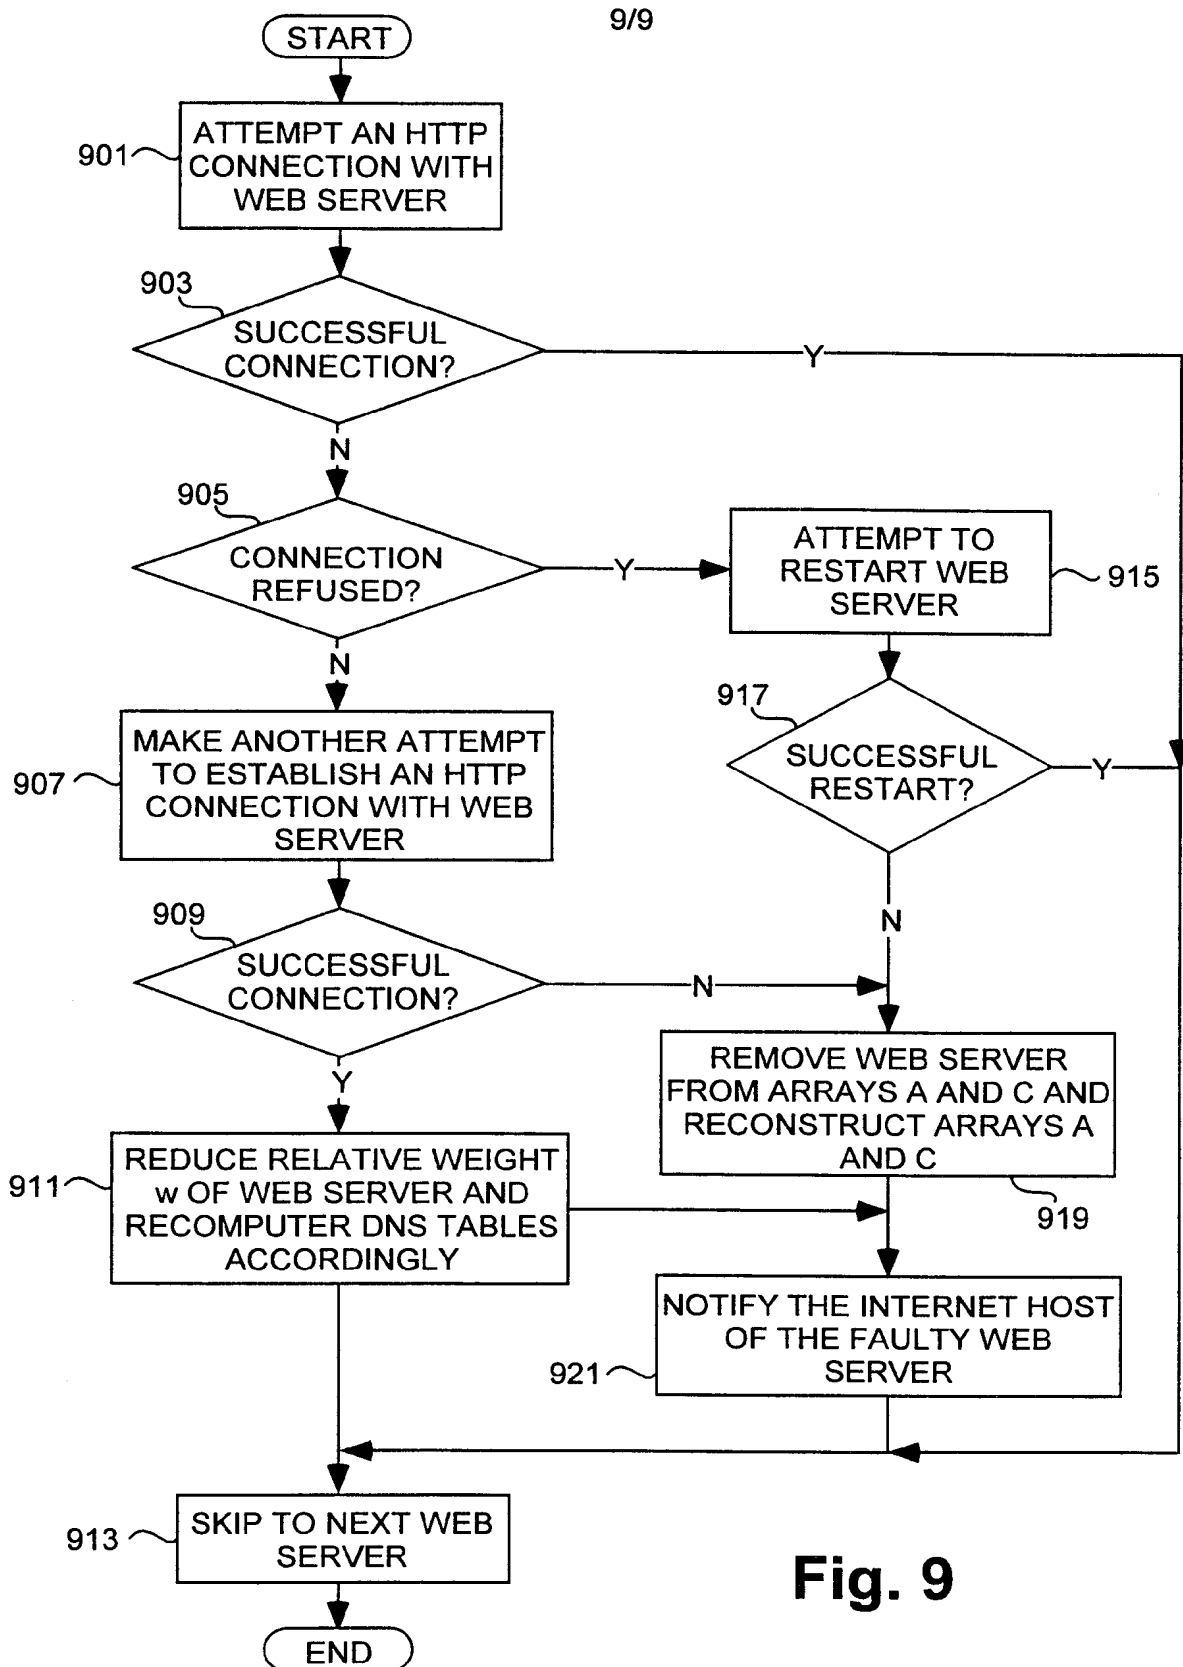 9/9
START
ATTEMPT AN HTTP
CONNECTION WITH
WEB SERVER
901
903
SUCCESSFUL
CONNECTION?
Y
N
905
CONNECTION
REFUSED?
Y
ATTEMPT TO
RESTART WEB
SERVER
915
N
917
SUCCESSFUL
RESTART?
Y
N
907
MAKE ANOTHER ATTEMPT
TO ESTABLISH AN HTTP
CONNECTION WITH WEB
SERVER
909
SUCCESSFUL
CONNECTION?
N
Y
REMOVE WEB SERVER
FROM ARRAYS A AND C AND
RECONSTRUCT ARRAYS A
AND C
919
911
REDUCE RELATIVE WEIGHT
w OF WEB SERVER AND
RECOMPUTER DNS TABLES
ACCORDINGLY
NOTIFY THE INTERNET HOST
OF THE FAULTY WEB
SERVER
921
913
SKIP TO NEXT WEB
SERVER
END
Fig. 9